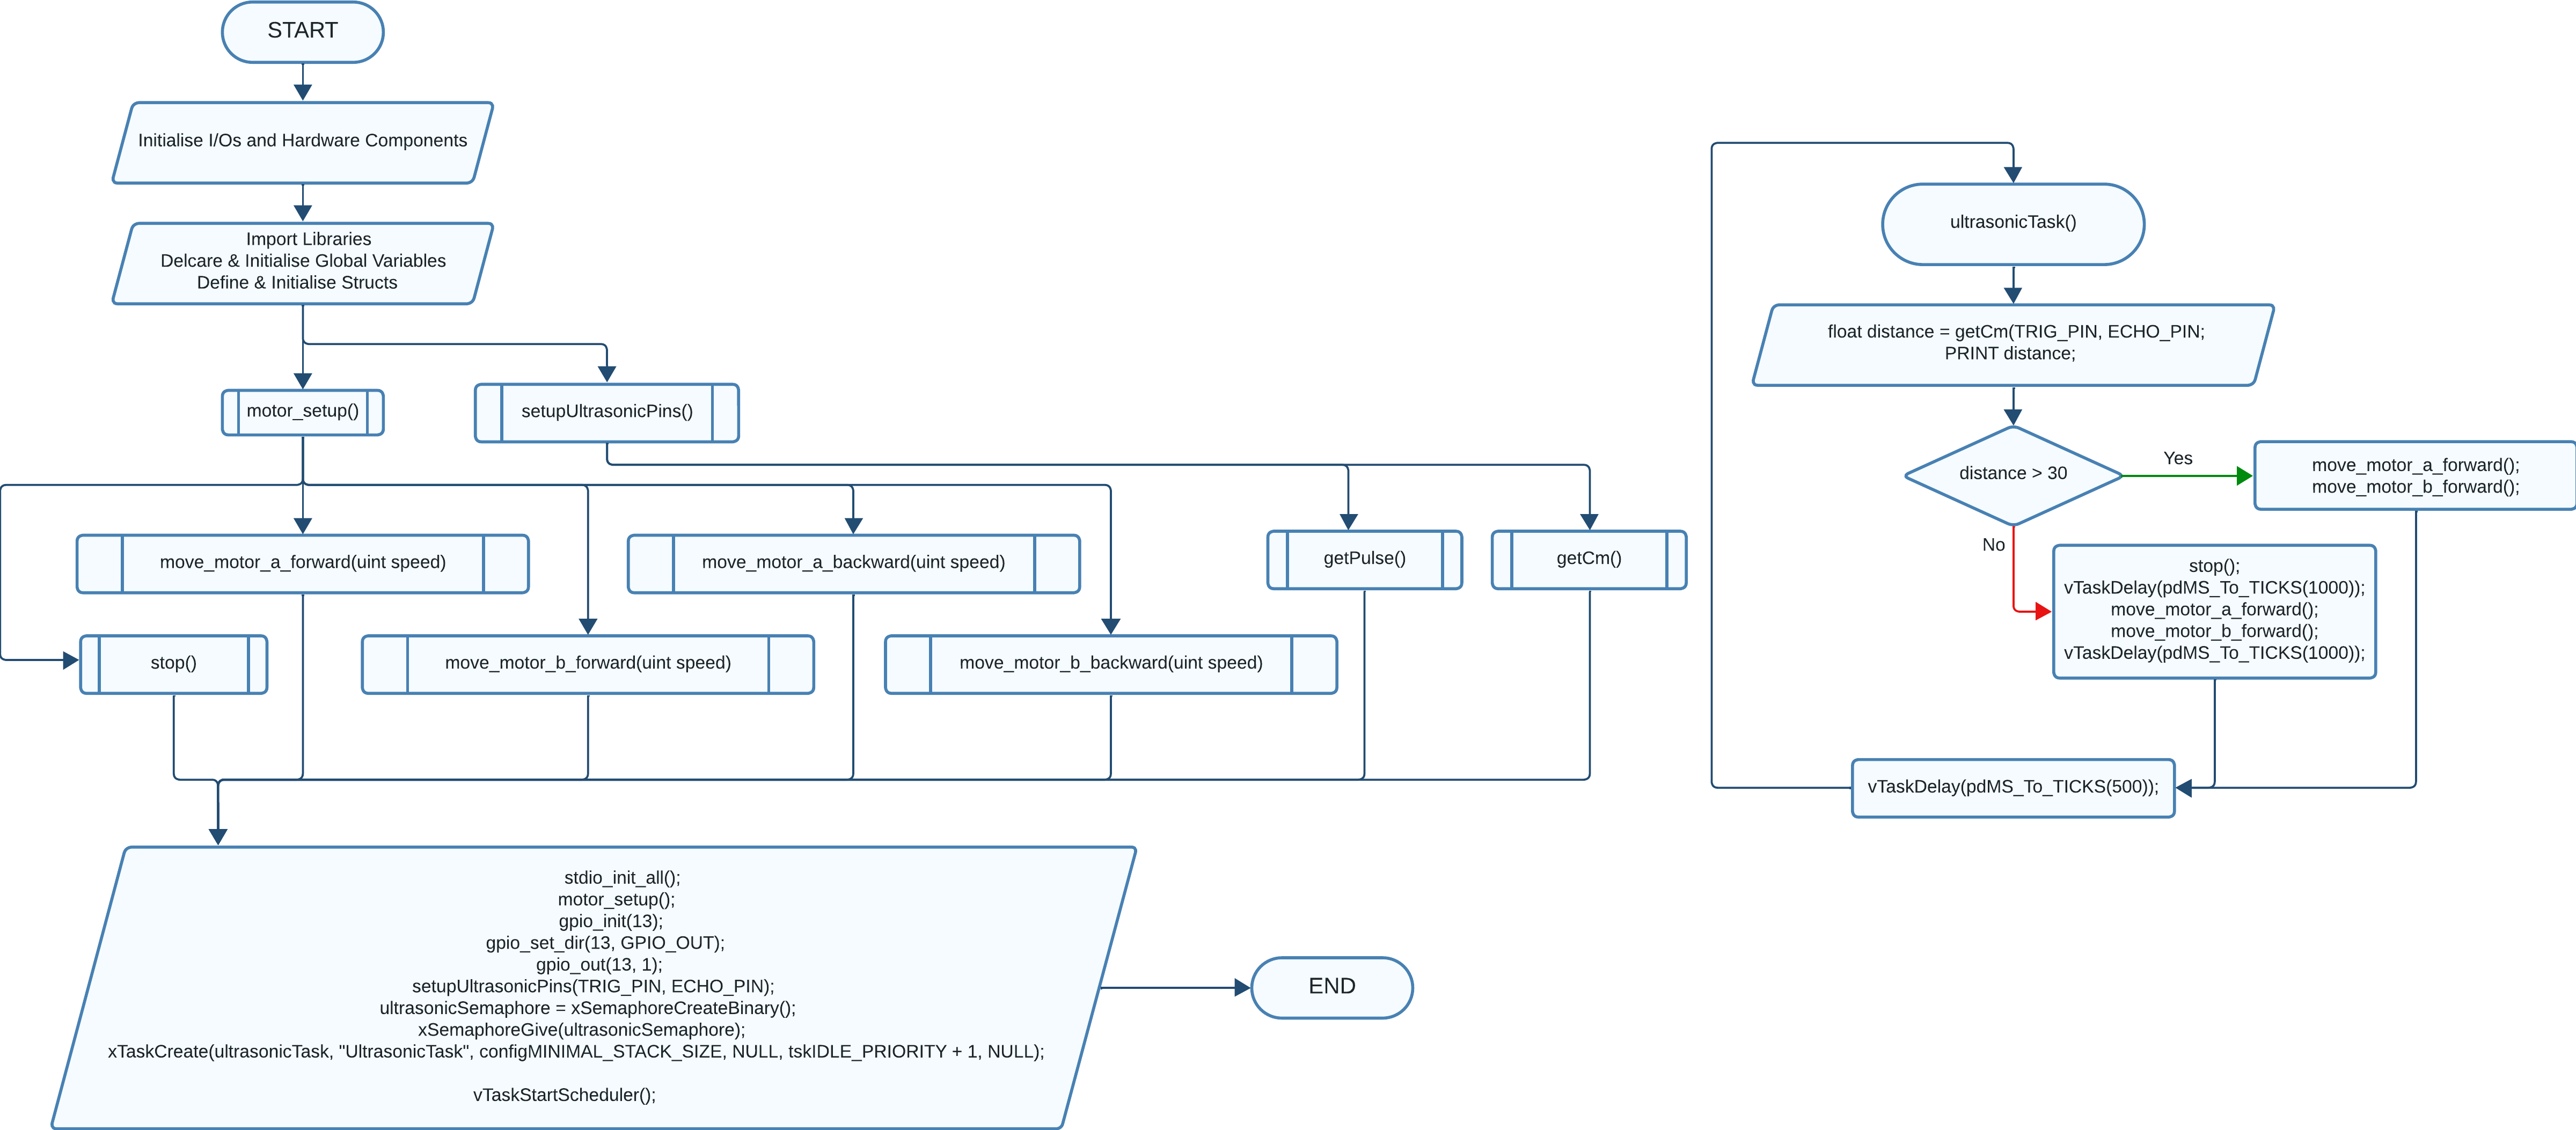 START
Initialise I/Os and Hardware Components
Import Libraries
Delcare & Initialise Global Variables
Define & Initialise Structs
motor_setup()
setupUltrasonicPins()
move_motor_a_forward(uint speed)
move_motor_a_backward(uint speed)
getPulse()
getCm()
stop()
move_motor_b_forward(uint speed)
move_motor_b_backward(uint speed)
stdio_init_all();
motor_setup();
gpio_init(13);
gpio_set_dir(13, GPIO_OUT);
gpio_out(13, 1);
setupUltrasonicPins(TRIG_PIN, ECHO_PIN);
ultrasonicSemaphore = xSemaphoreCreateBinary();
xSemaphoreGive(ultrasonicSemaphore);
xTaskCreate(ultrasonicTask, "UltrasonicTask", configMINIMAL_STACK_SIZE, NULL, tskIDLE_PRIORITY + 1, NULL);
vTaskStartScheduler();
END
ultrasonicTask()
float distance = getCm(TRIG_PIN, ECHO_PIN;
PRINT distance;
distance > 30
Yes
move_motor_a_forward();
move_motor_b_forward();
No
stop();
vTaskDelay(pdMS_To_TICKS(1000));
move_motor_a_forward();
move_motor_b_forward();
vTaskDelay(pdMS_To_TICKS(1000));
vTaskDelay(pdMS_To_TICKS(500));